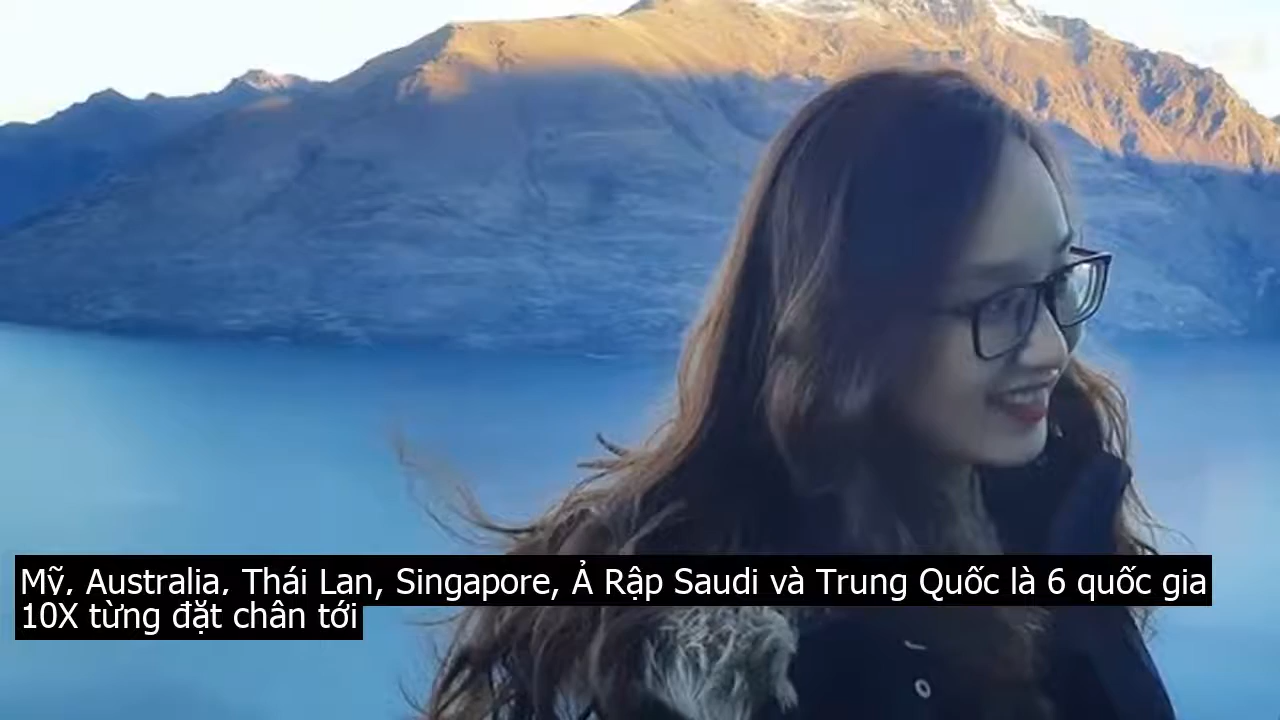 Mỹ, Australia, Thái Lan, Singapore, Ả Rập Saudi và Trung Quốc là 6 quốc gia
10X từng đặt chân tới